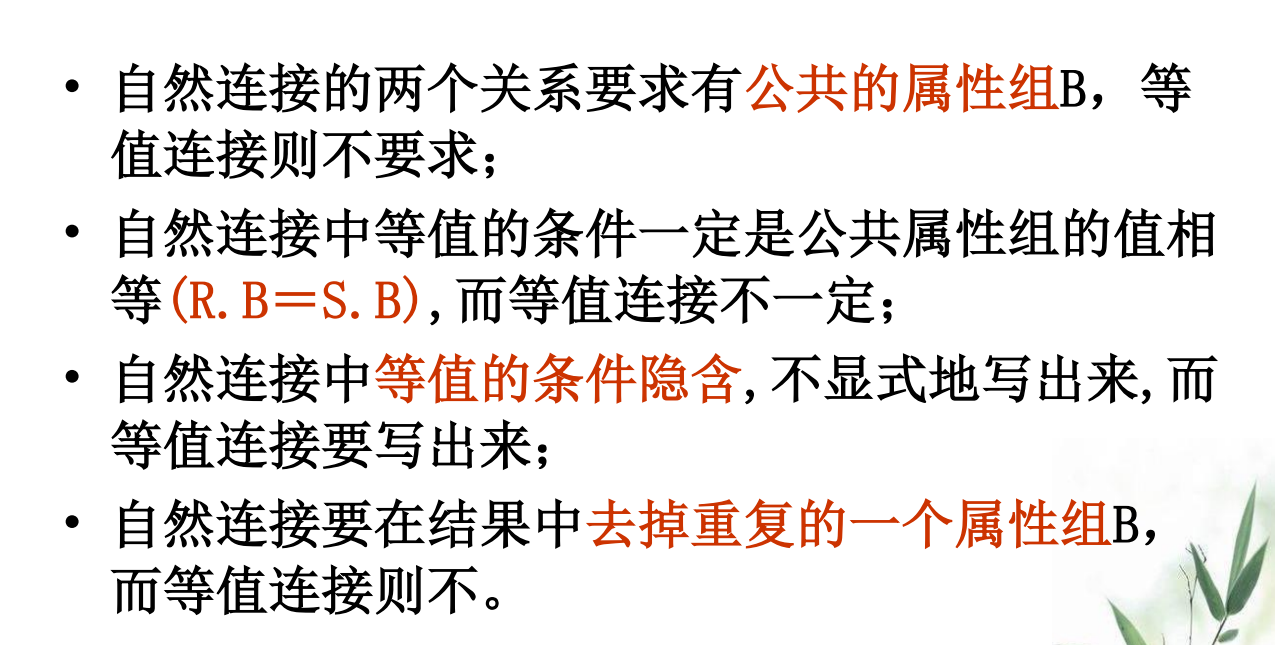 • 自然连接的两个关系要求有公共的属性组B，等
值连接则不要求；
• 自然连接中等值的条件一定是公共属性组的值相
等(R.B＝S.B),而等值连接不一定；
• 自然连接中等值的条件隐含,不显式地写出来,而
等值连接要写出来；
• 自然连接要在结果中去掉重复的一个属性组B，
而等值连接则不。